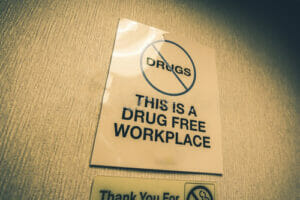 DRUGS
THIS IS A
DRUG FREE
WORKPLACE
Thank You For